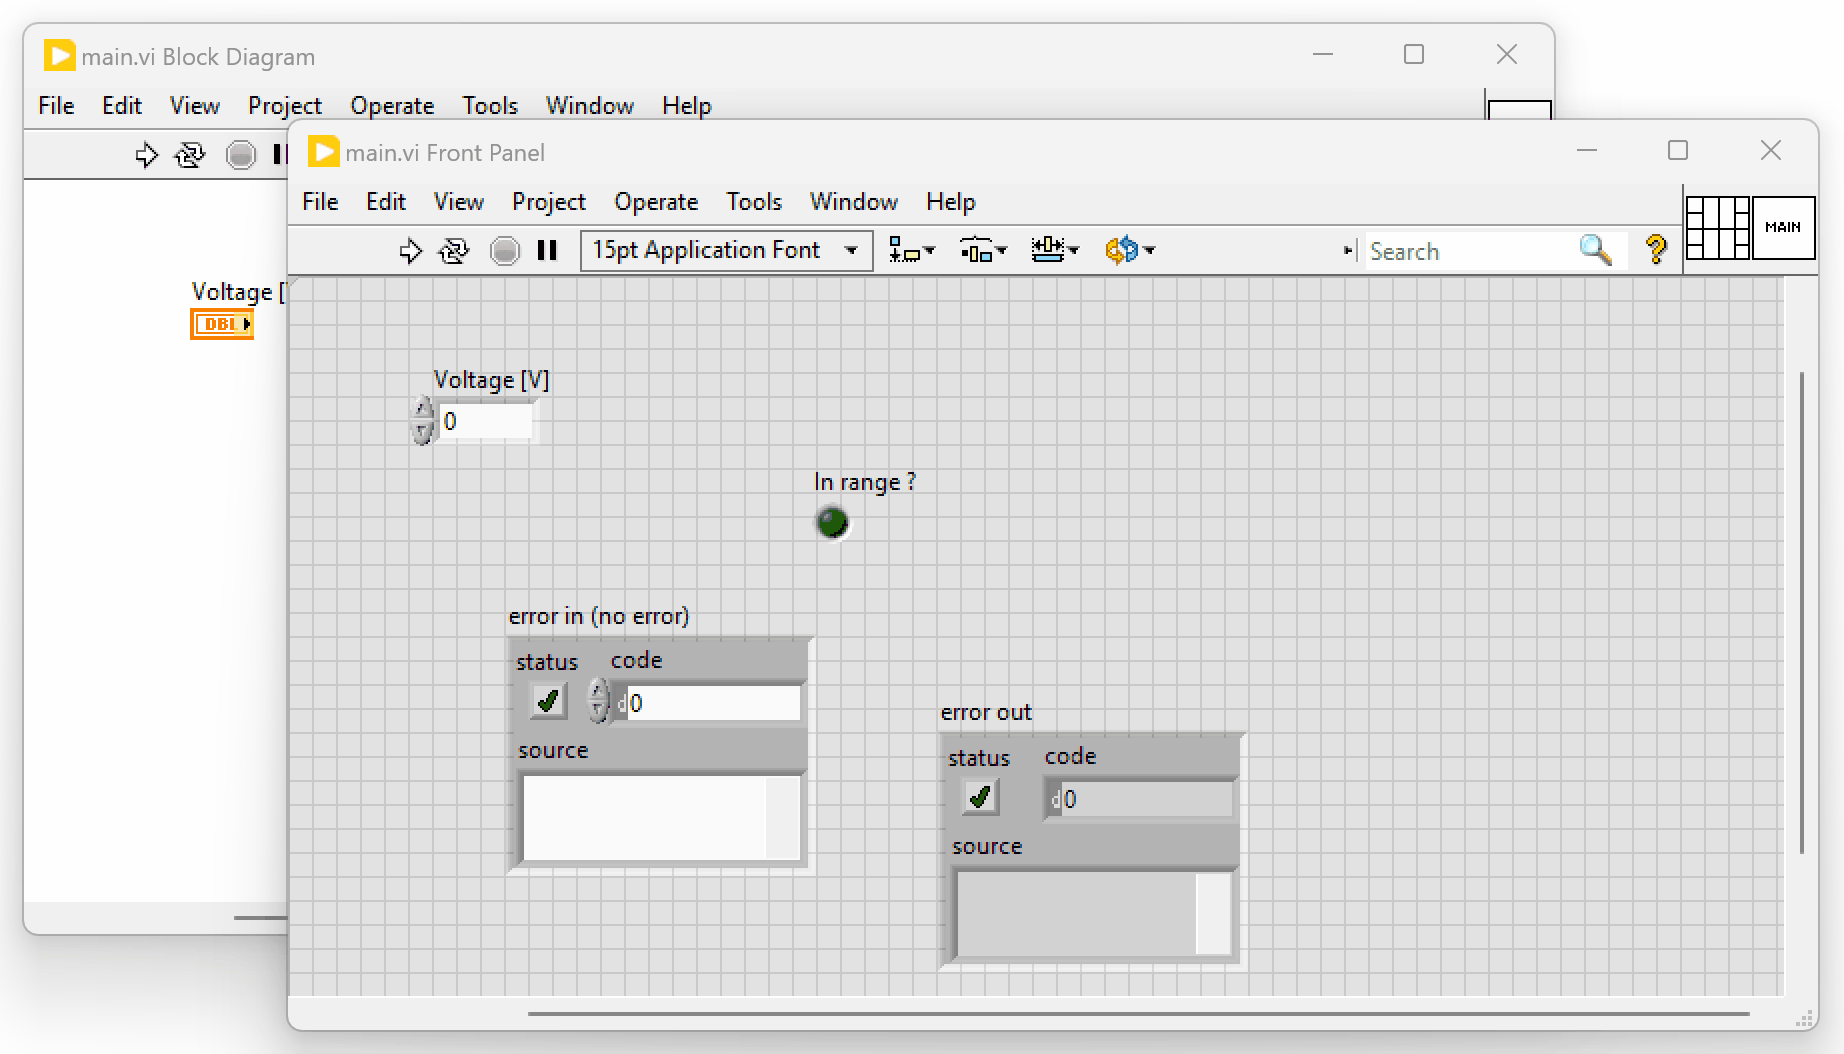 main.vi Block Diagram
File Edit View Project Operate Tools Window Help
Voltage [
DBL
main.vi Front Panel
File Edit View Project Operate Tools Window Help
15pt Application Font
Search
MAIN
Voltage [V]
0
In range ?
error in (no error)
status code
d 0
source
error out
status code
d 0
source